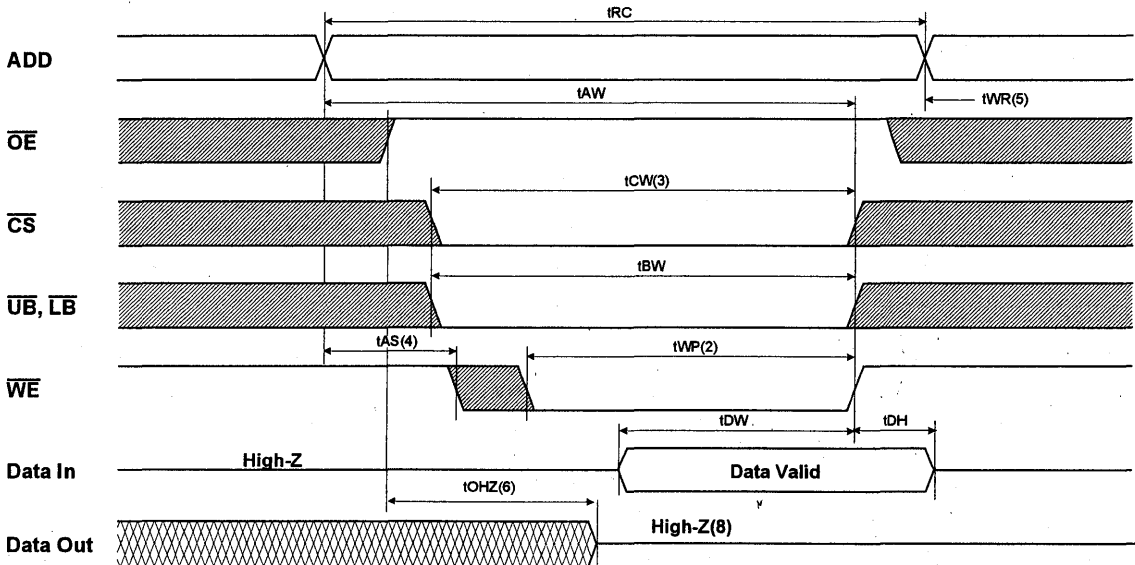 tRC
ADD
tAW
tWR(5)
OE
tCW(3)
CS
tBW
UB, LB
tAS(4)
tWP(2)
WE
tDW
tDH
High-Z
Data In
Data Valid
tOHZ(6)
High-Z(8)
Data Out